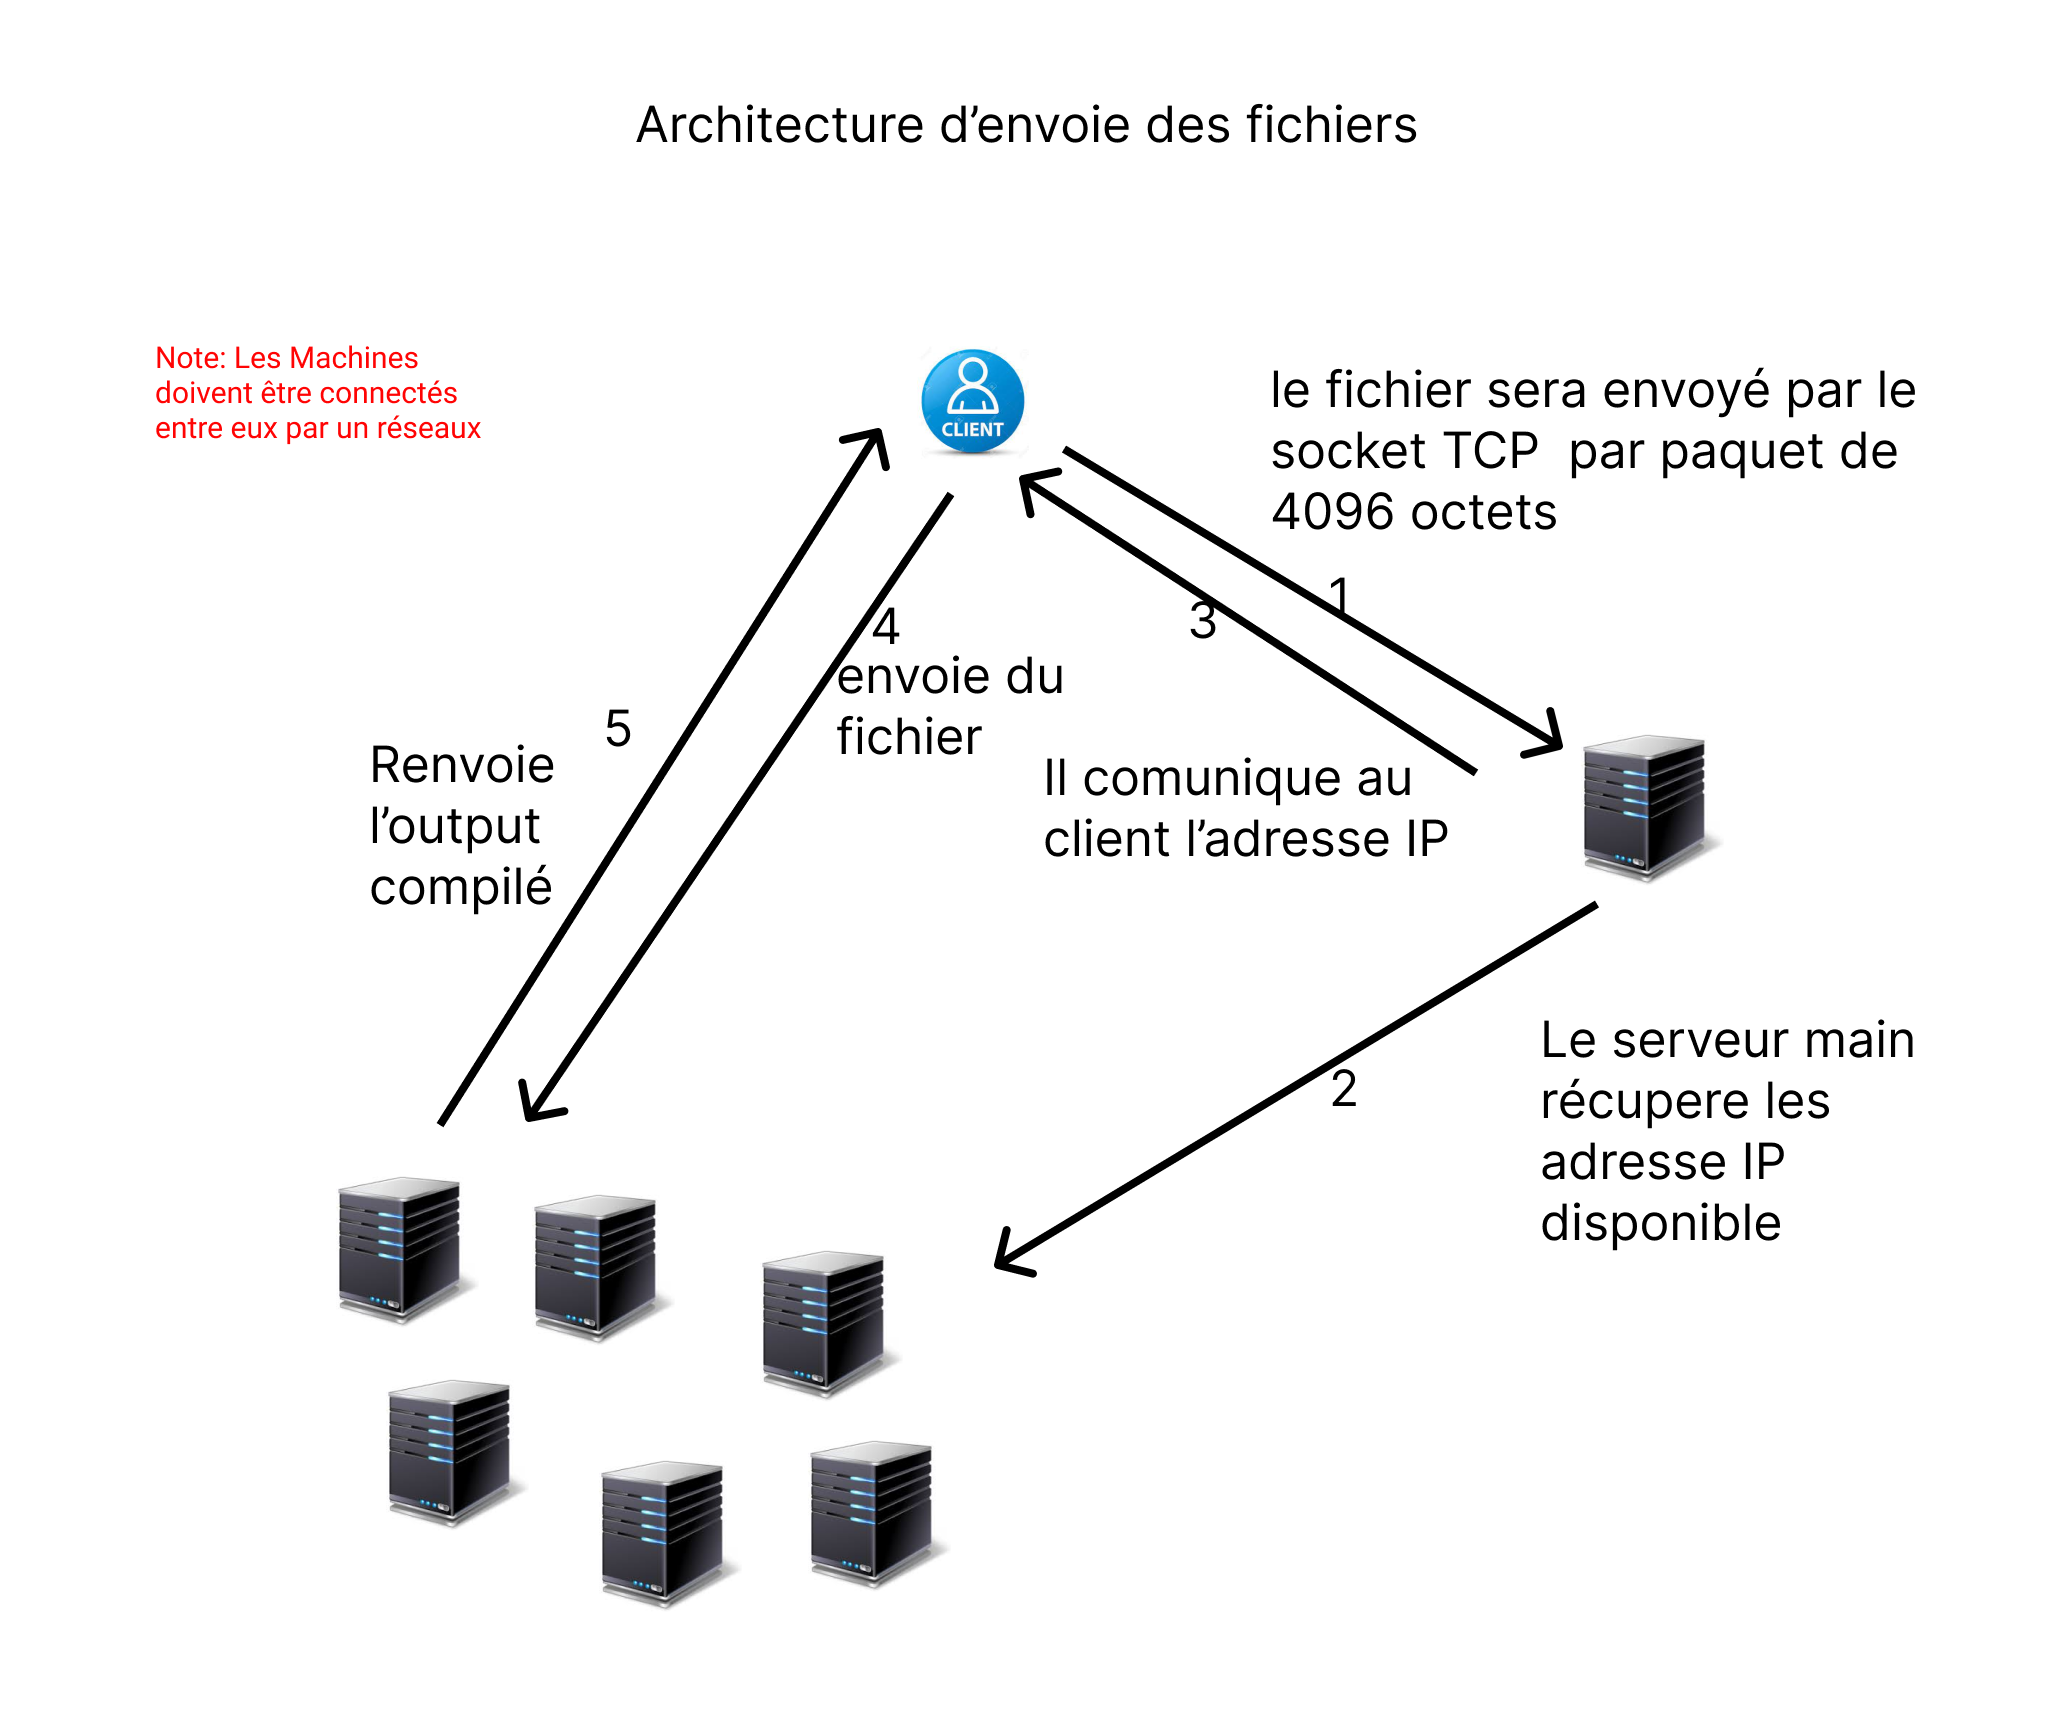 Architecture d’envoie des fichiers
Note: Les Machines
doivent être connectés
entre eux par un réseaux
CLIENT
le fichier sera envoyé par le
socket TCP  par paquet de
4096 octets
1
3
4
envoie du
fichier
5
Renvoie
l’output
compilé
Il comunique au
client l’adresse IP
2
Le serveur main
récupere les
adresse IP
disponible